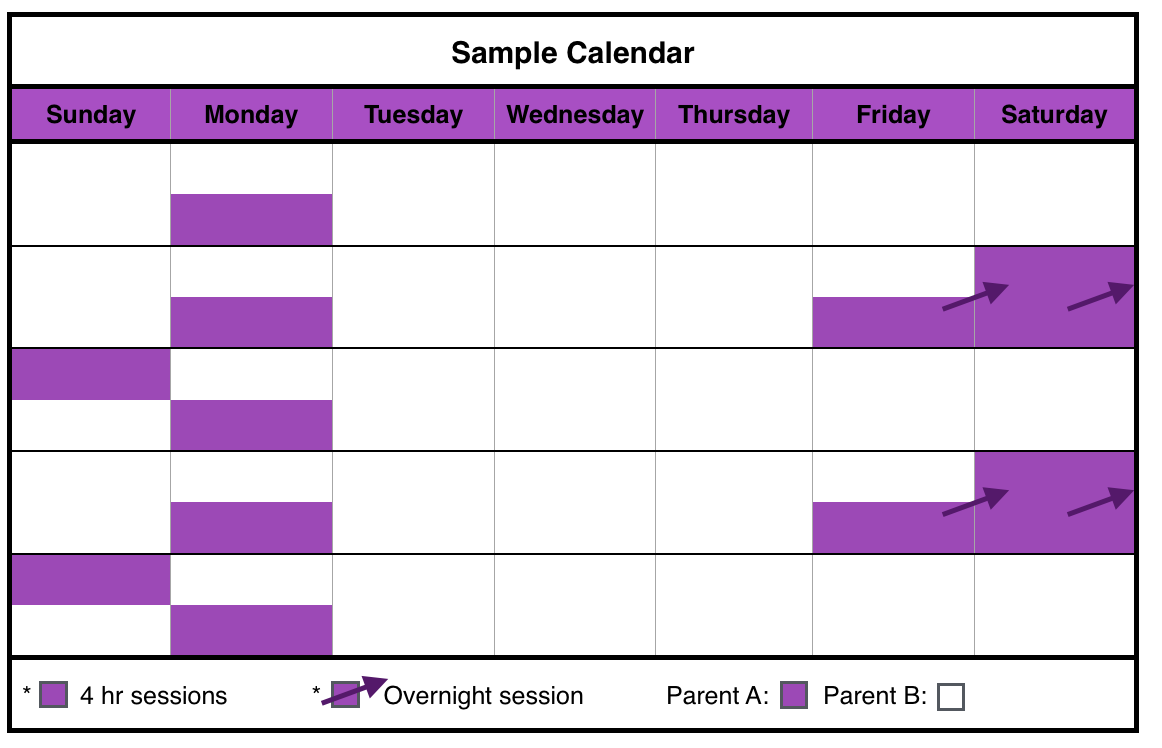 Sample Calendar
Sunday Monday Tuesday Wednesday Thursday Friday Saturday
* 4 hr sessions * Overnight session Parent A: Parent B: